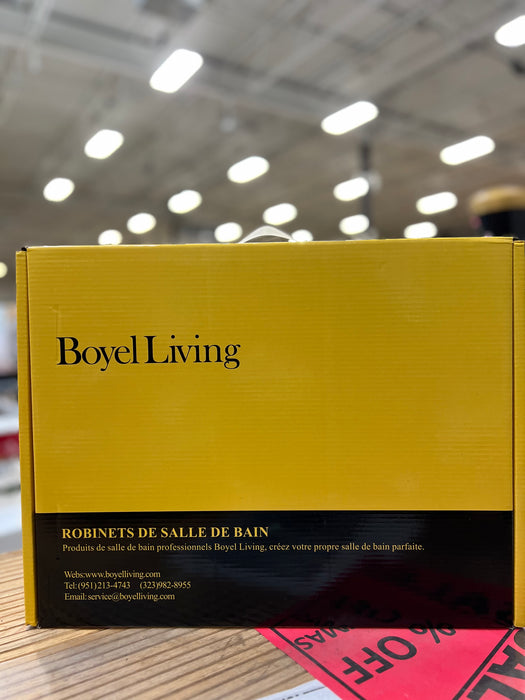 Boyel Living
ROBINETS DE SALLE DE BAIN
Produits de salle de bain professionnels Boyel Living, créez votre propre salle de bain parfaite.
Webs:www.boyelliving.com
Tel:(951)213-4743 (323)982-8955
Email:service@boyelliving.com
% OFF